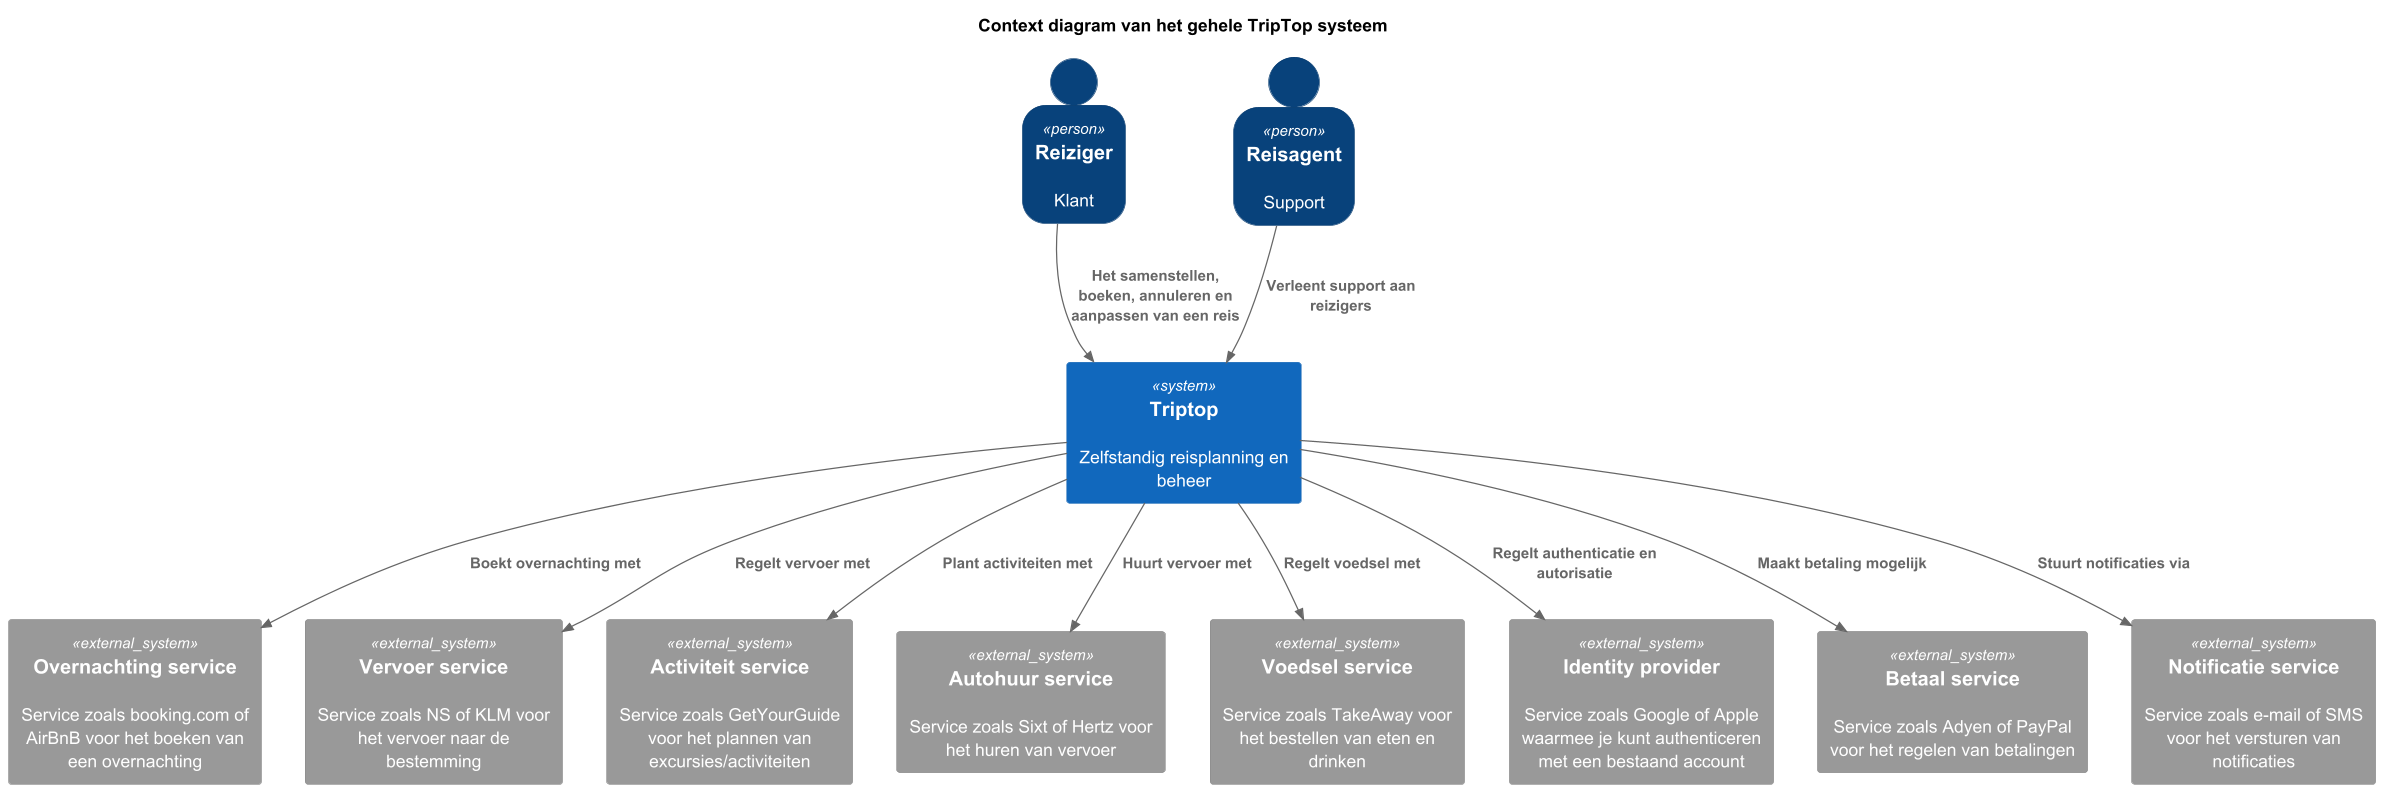 Context diagram van het gehele TripTop systeem
«person»
Reiziger
Klant
«person»
Reisagent
Support
Het samenstellen,
boeken, annuleren en
aanpassen van een reis
Verleent support aan
reizigers
«system»
Triptop
Zelfstandig reisplanning en
beheer
Boekt overnachting met
Regelt vervoer met
Plant activiteiten met
Huurt vervoer met
Regelt voedsel met
Regelt authenticatie en
autorisatie
Maakt betaling mogelijk
Stuurt notificaties via
«external_system»
Overnachting service
Service zoals booking.com of
AirBnB voor het boeken van
een overnachting
«external_system»
Vervoer service
Service zoals NS of KLM voor
het vervoer naar de
bestemming
«external_system»
Activiteit service
Service zoals GetYourGuide
voor het plannen van
excursies/activiteiten
«external_system»
Autohuur service
Service zoals Sixt of Hertz voor
het huren van vervoer
«external_system»
Voedsel service
Service zoals TakeAway voor
het bestellen van eten en
drinken
«external_system»
Identity provider
Service zoals Google of Apple
waarmee je kunt authenticeren
met een bestaand account
«external_system»
Betaal service
Service zoals Adyen of PayPal
voor het regelen van betalingen
«external_system»
Notificatie service
Service zoals e-mail of SMS
voor het versturen van
notificaties